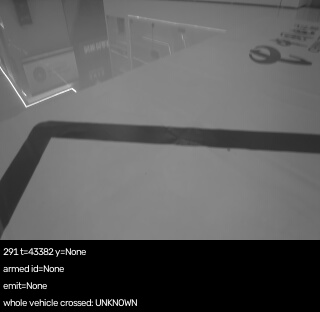 291 t=43382 y=None
armed id=None
emit=None
whole vehicle crossed: UNKNOWN